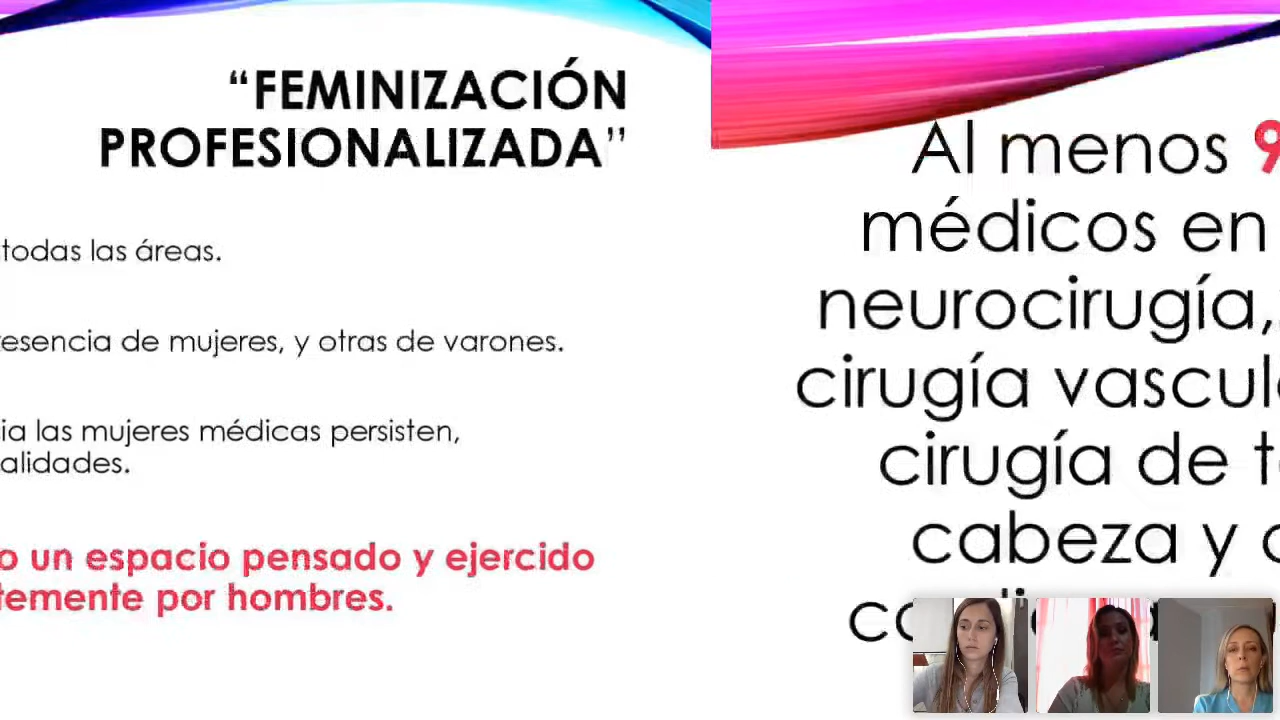 “FEMINIZACIÓN
PROFESIONALIZADA”
todas las áreas.
esencia de mujeres, y otras de varones.
ia las mujeres médicas persisten,
alidades.
o un espacio pensado y ejercido
temente por hombres.
Al menos 9
médicos en
neurocirugía,
cirugía vascul
cirugía de t
cabeza y